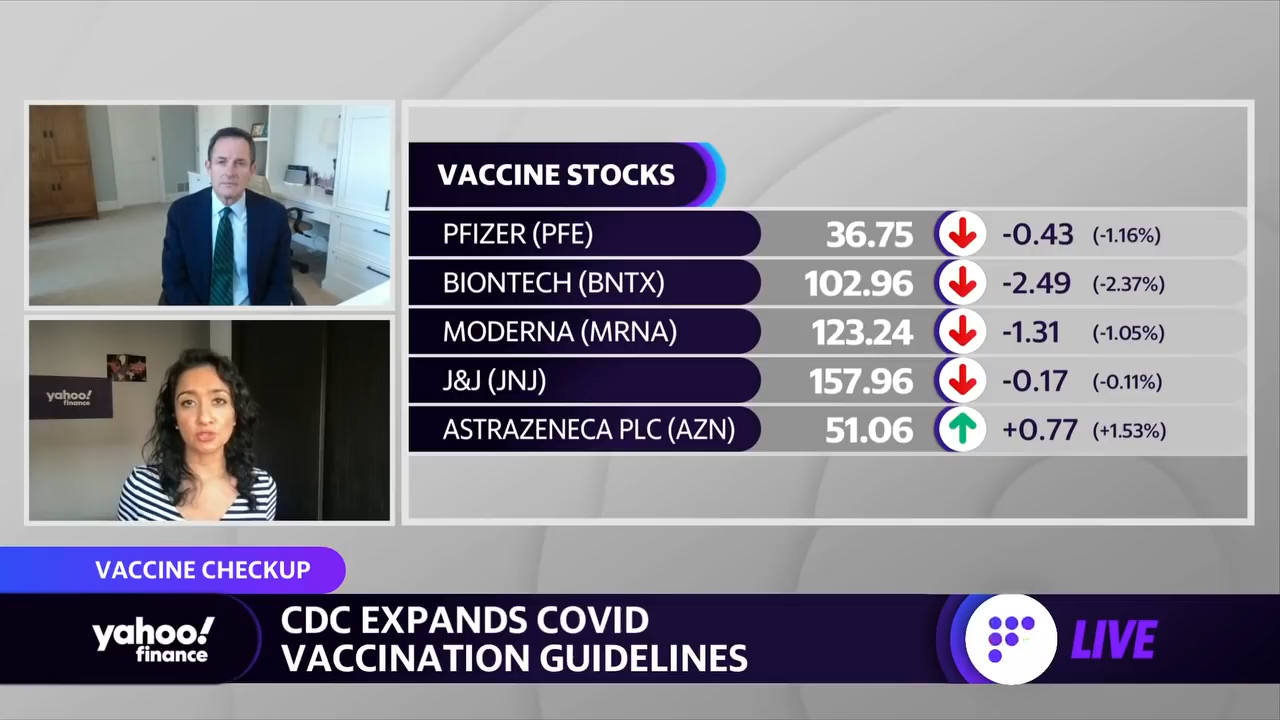 VACCINE STOCKS
PFIZER (PFE) 36.75 -0.43 (-1.16%)
BIONTECH (BNTX) 102.96 -2.49 (-2.37%)
MODERNA (MRNA) 123.24 -1.31 (-1.05%)
J&J (JNJ) 157.96 -0.17 (-0.11%)
ASTRAZENECA PLC (AZN) 51.06 +0.77 (+1.53%)
yahoo!
finance
VACCINE CHECKUP
yahoo!
finance
CDC EXPANDS COVID
VACCINATION GUIDELINES
LIVE